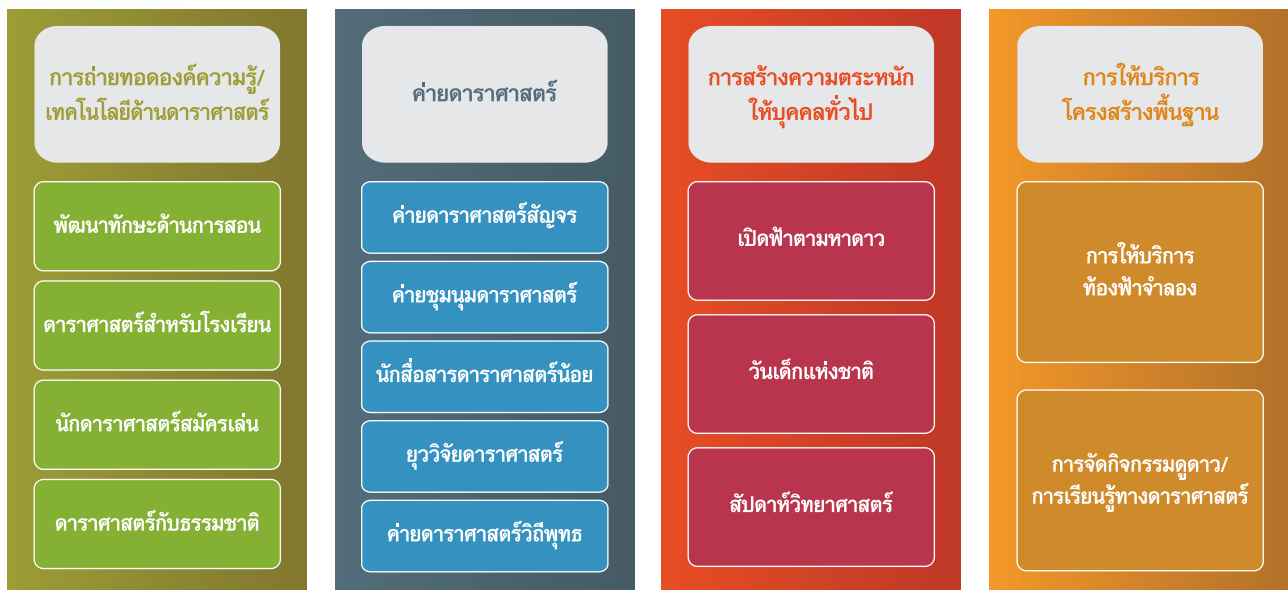 การถ่ายทอดองค์ความรู้/
เทคโนโลยีด้านดาราศาสตร์
พัฒนาทักษะด้านการสอน
ดาราศาสตร์สำหรับโรงเรียน
นักดาราศาสตร์สมัครเล่น
ดาราศาสตร์กับธรรมชาติ
ค่ายดาราศาสตร์
ค่ายดาราศาสตร์สัญจร
ค่ายชุมนุมดาราศาสตร์
นักสื่อสารดาราศาสตร์น้อย
ยุววิจัยดาราศาสตร์
ค่ายดาราศาสตร์วิถีพุทธ
การสร้างความตระหนัก
ให้บุคคลทั่วไป
เปิดฟ้าตามหาดาว
วันเด็กแห่งชาติ
สัปดาห์วิทยาศาสตร์
การให้บริการ
โครงสร้างพื้นฐาน
การให้บริการ
ท้องฟ้าจำลอง
การจัดกิจกรรมดูดาว/
การเรียนรู้ทางดาราศาสตร์